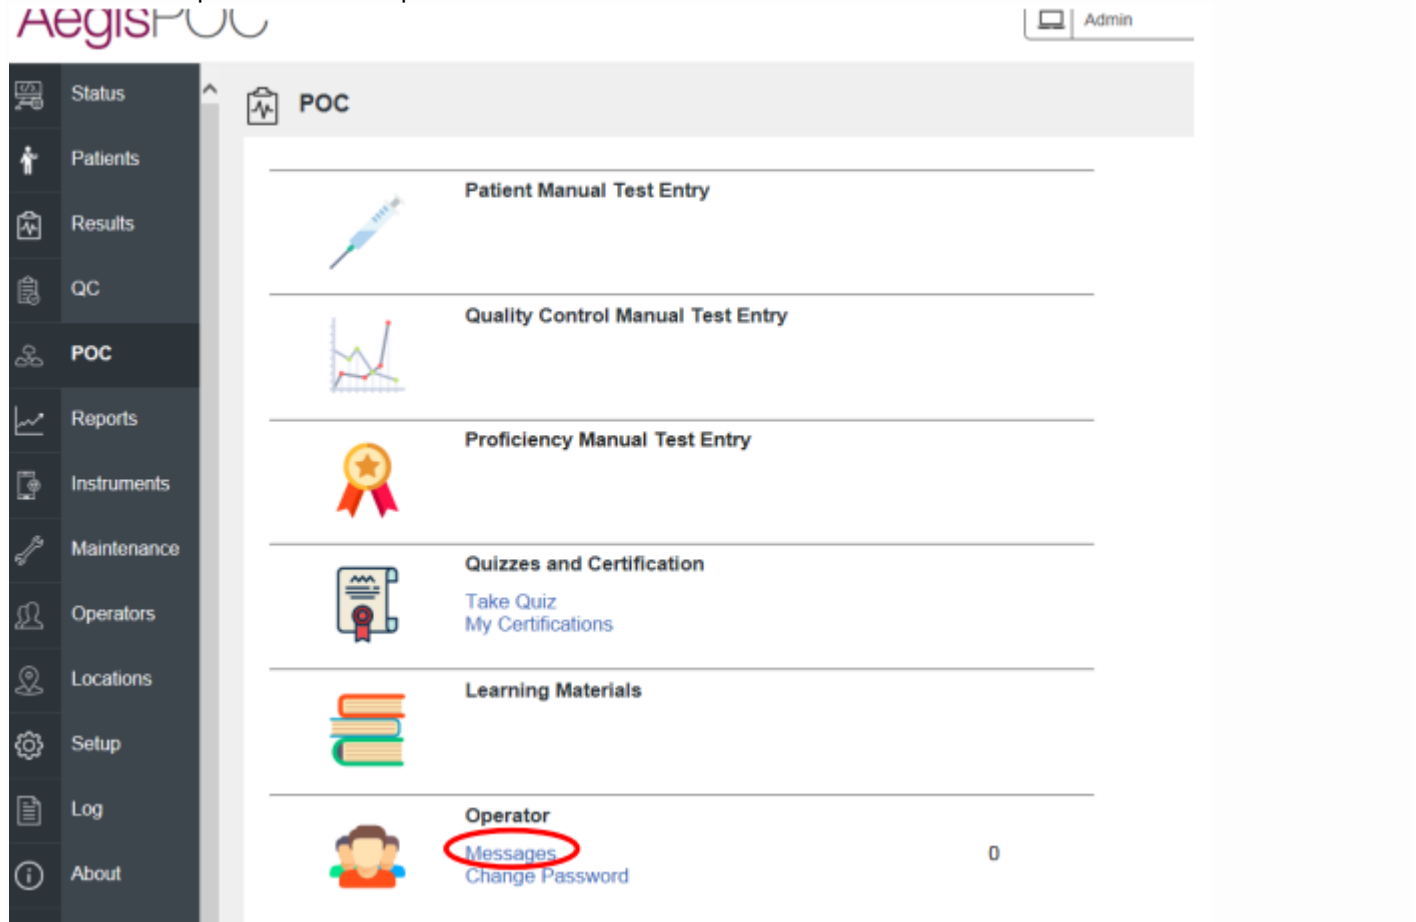 AegisPOC
Admin
Status
Patients
Results
QC
POC
Reports
Instruments
Maintenance
Operators
Locations
Setup
Log
About
POC
Patient Manual Test Entry
Quality Control Manual Test Entry
Proficiency Manual Test Entry
Quizzes and Certification
Take Quiz
My Certifications
Learning Materials
Operator
Messages 0
Change Password